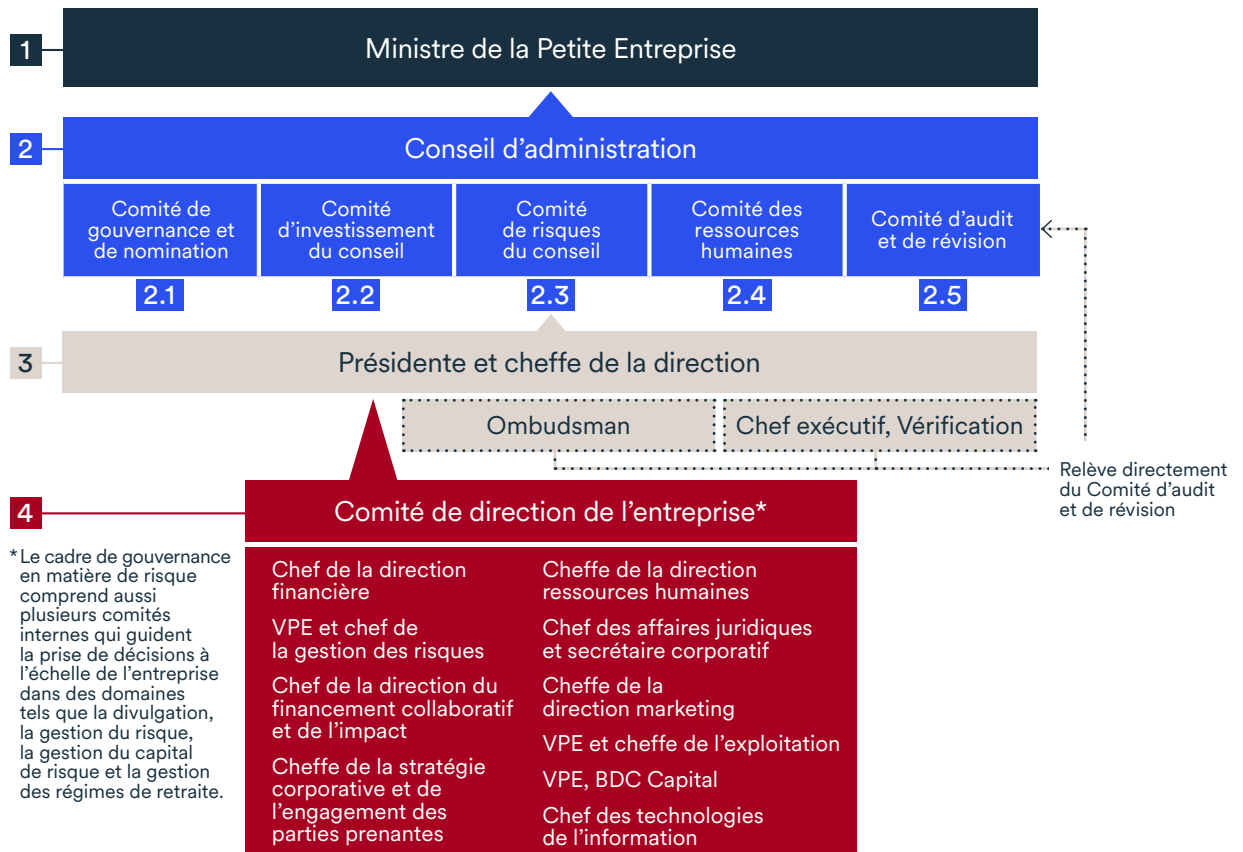 1
Ministre de la Petite Entreprise
2
Conseil d’administration
Comité de
gouvernance et
de nomination
Comité
d’investissement
du conseil
Comité
de risques
du conseil
Comité des
ressources
humaines
Comité d’audit
et de révision
2.1
2.2
2.3
2.4
2.5
3
Présidente et cheffe de la direction
Ombudsman
Chef exécutif, Vérification
Relève directement
du Comité d’audit
et de révision
4
Comité de direction de l’entreprise*
Chef de la direction
financière
VPE et chef de
la gestion des risques
Chef de la direction du
financement collaboratif
et de l’impact
Cheffe de la stratégie
corporative et de
l’engagement des
parties prenantes
Cheffe de la direction
ressources humaines
Chef des affaires juridiques
et secrétaire corporatif
Cheffe de la
direction marketing
VPE et cheffe de l’exploitation
VPE, BDC Capital
Chef des technologies
de l’information
*Le cadre de gouvernance
en matière de risque
comprend aussi
plusieurs comités
internes qui guident
la prise de décisions à
l’échelle de l’entreprise
dans des domaines
tels que la divulgation,
la gestion du risque,
la gestion du capital
de risque et la gestion
des régimes de retraite.